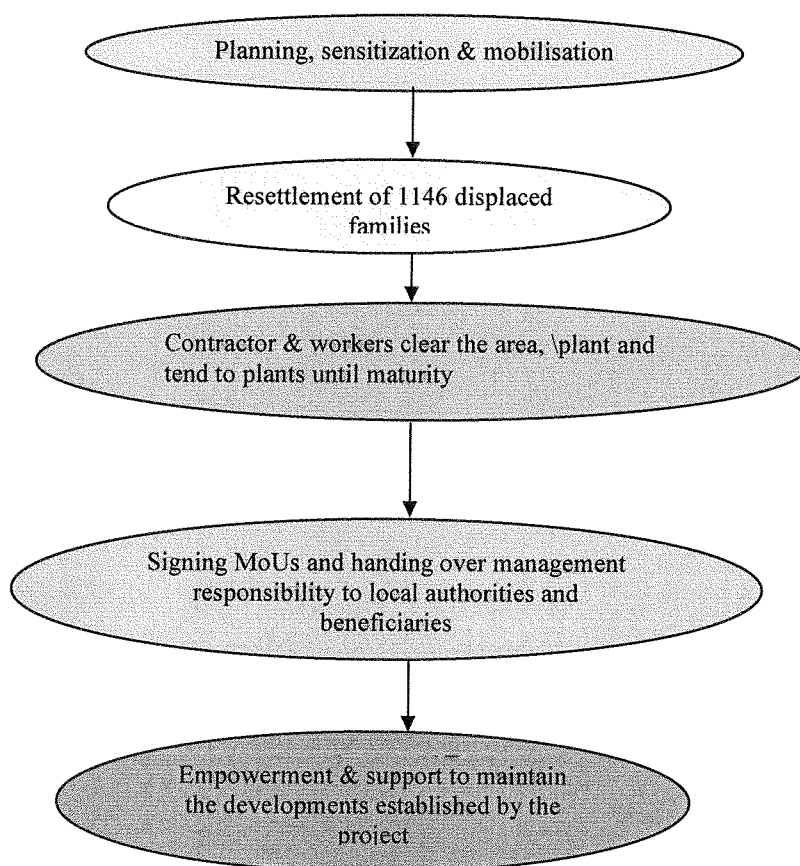 Planning, sensitization & mobilisation
Resettlement of 1146 displaced
families
Contractor & workers clear the area, \plant and
tend to plants until maturity
Signing MoUs and handing over management
responsibility to local authorities and
beneficiaries
Empowerment & support to maintain
the developments established by the
project